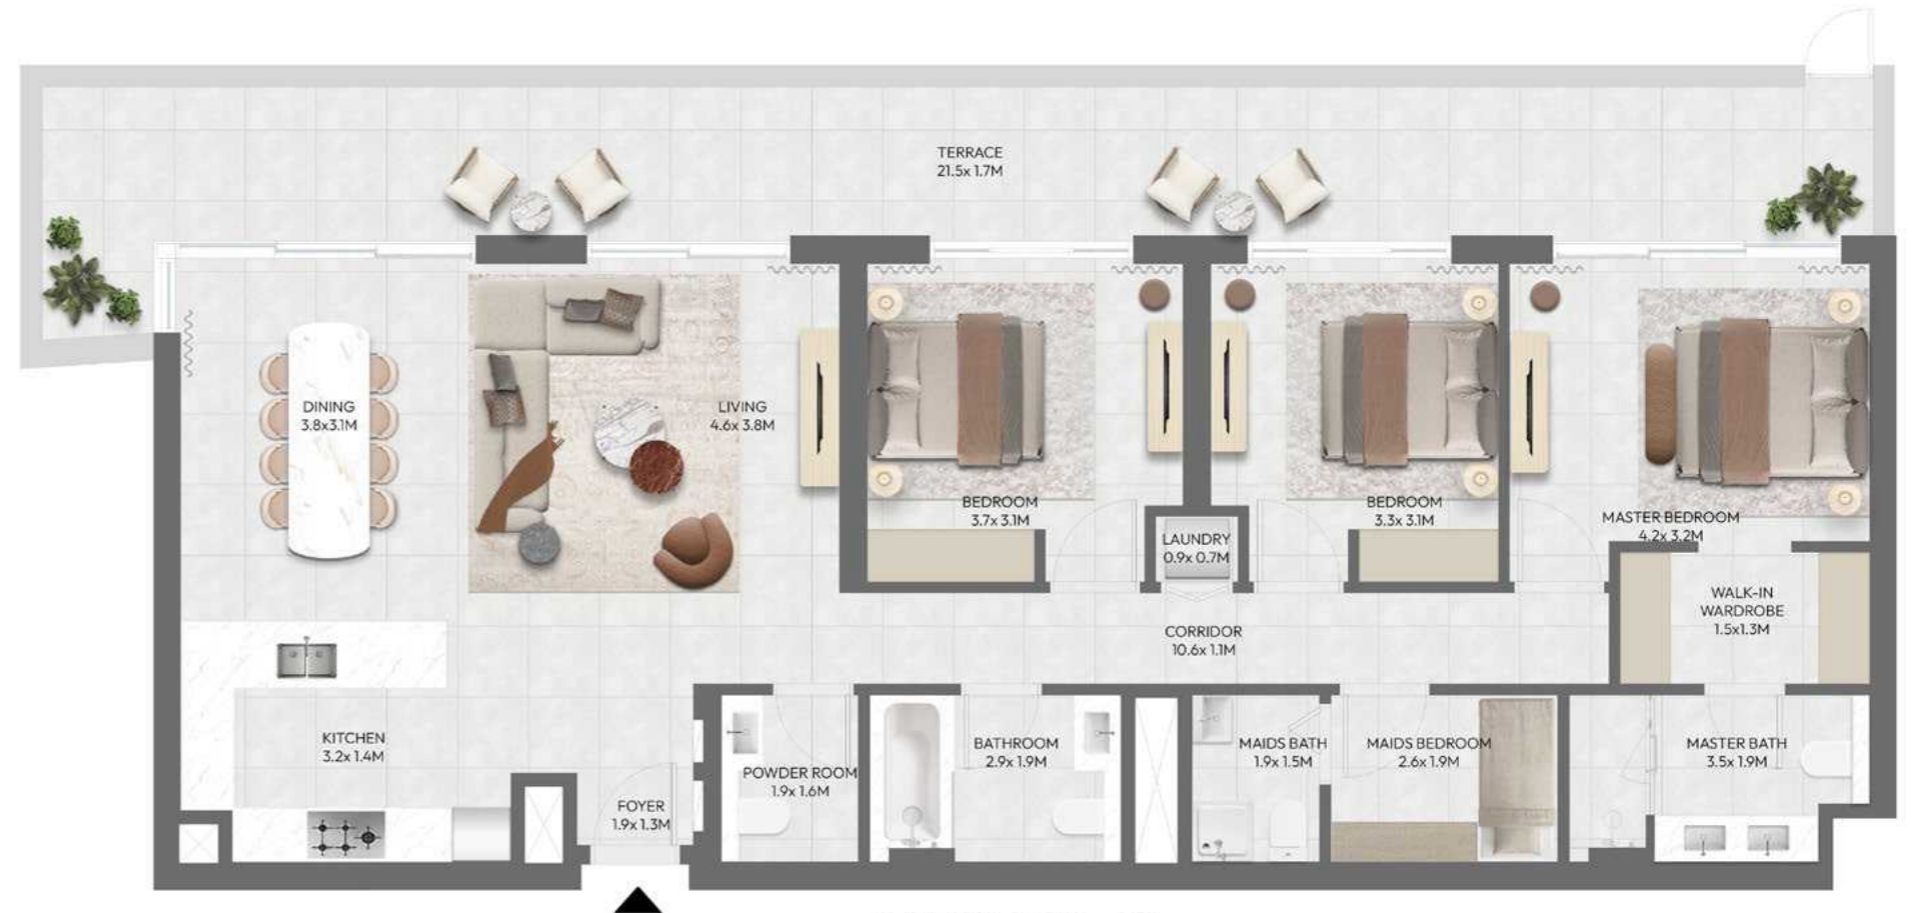 TERRACE
21.5x 1.7M
DINING
3.8x3.1M
LIVING
4.6x 3.8M
BEDROOM
3.7x 3.1M
BEDROOM
3.3x 3.1M
MASTER BEDROOM
4.2x 3.2M
LAUNDRY
0.9x 0.7M
WALK-IN
WARDROBE
1.5x1.3M
CORRIDOR
10.6x 1.1M
KITCHEN
3.2x 1.4M
FOYER
1.9x1.3M
POWDER ROOM
1.9x 1.6M
BATHROOM
2.9x 1.9M
MAIDS BATH
1.9x 1.5M
MAIDS BEDROOM
2.6x 1.9M
MASTER BATH
3.5x 1.9M